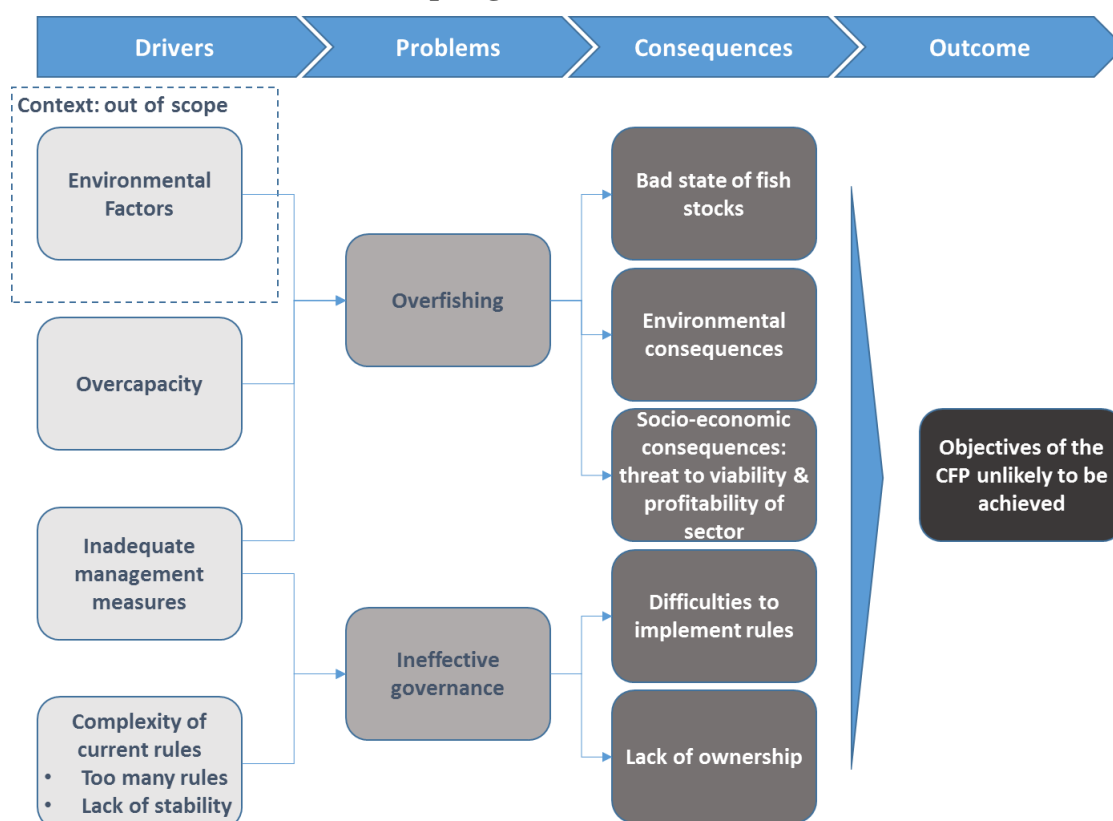 Drivers
Problems
Consequences
Outcome
Context: out of scope
Environmental
Factors
Overcapacity
Inadequate
management
measures
Complexity of
current rules
• Too many rules
• Lack of stability
Overfishing
Ineffective
governance
Bad state of fish
stocks
Environmental
consequences
Socio-economic
consequences:
threat to viability &
profitability of
sector
Difficulties to
implement rules
Lack of ownership
Objectives of the
CFP unlikely to be
achieved